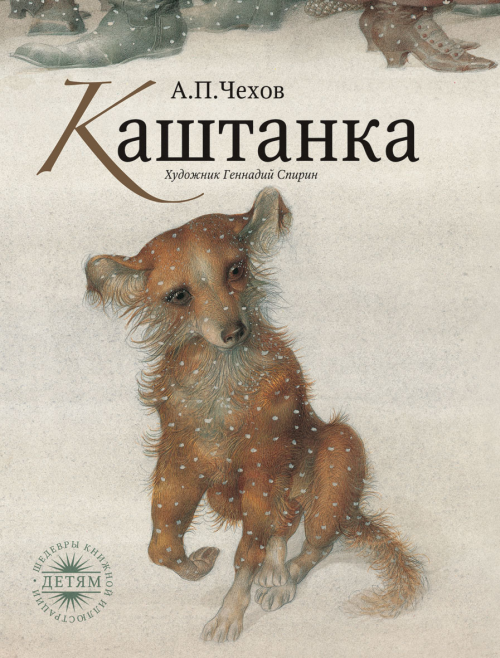 А.П.Чехов
Каштанка
Художник Геннадий Спирин
ШЕДЕВРЫ КНИЖНОЙ ИЛЛЮСТРАЦИИ
· ДЕТЯМ ·